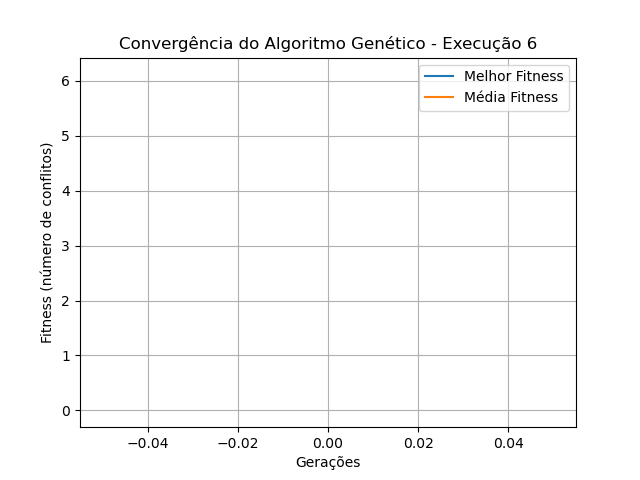 Convergência do Algoritmo Genético - Execução 6
Melhor Fitness
Média Fitness
Fitness (número de conflitos)
6
5
4
3
2
1
0
−0.04 −0.02 0.00 0.02 0.04
Gerações